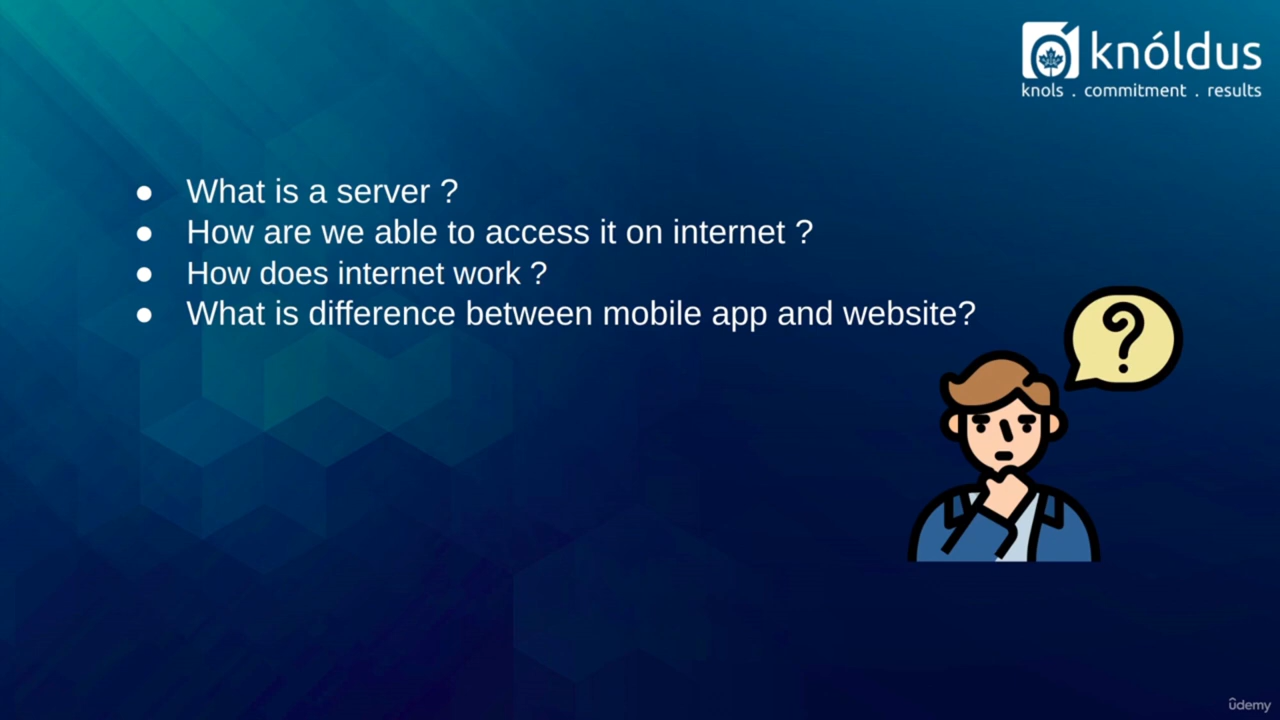 knóldus
knols . commitment . results
● What is a server ?
● How are we able to access it on internet ?
● How does internet work ?
● What is difference between mobile app and website?
?
ûdemy